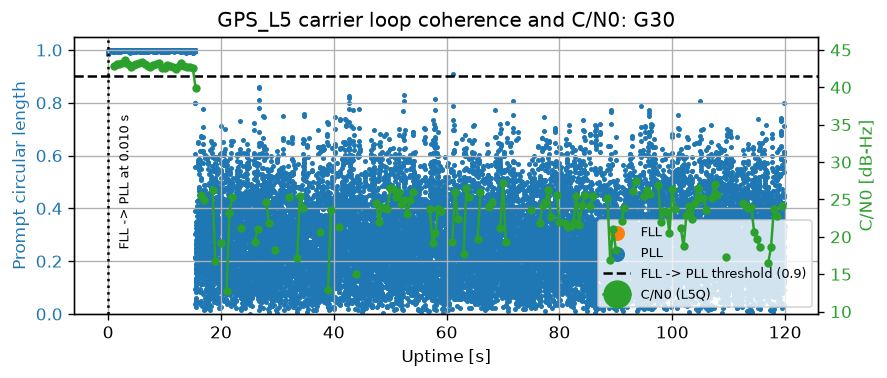 GPS_L5 carrier loop coherence and C/N0: G30
Prompt circular length
1.0
0.8
0.6
0.4
0.2
0.0
FLL -> PLL at 0.010 s
45
40
35
30
25
20
15
10
C/N0 [dB·Hz]
FLL
PLL
FLL -> PLL threshold (0.9)
C/N0 (L5Q)
0
20
40
60
80
100
120
Uptime [s]